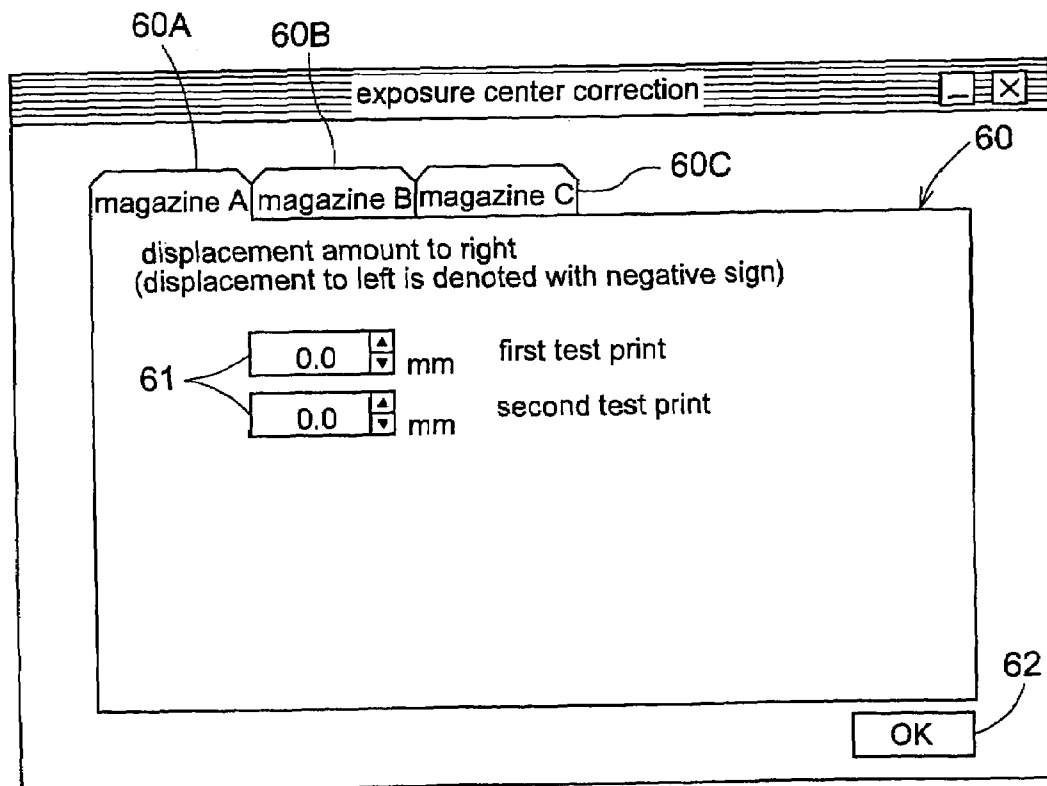 60A
60B
exposure center correction
60
60C
magazine A
magazine B
magazine C
displacement amount to right
(displacement to left is denoted with negative sign)
61
0.0 mm first test print
0.0 mm second test print
62
OK